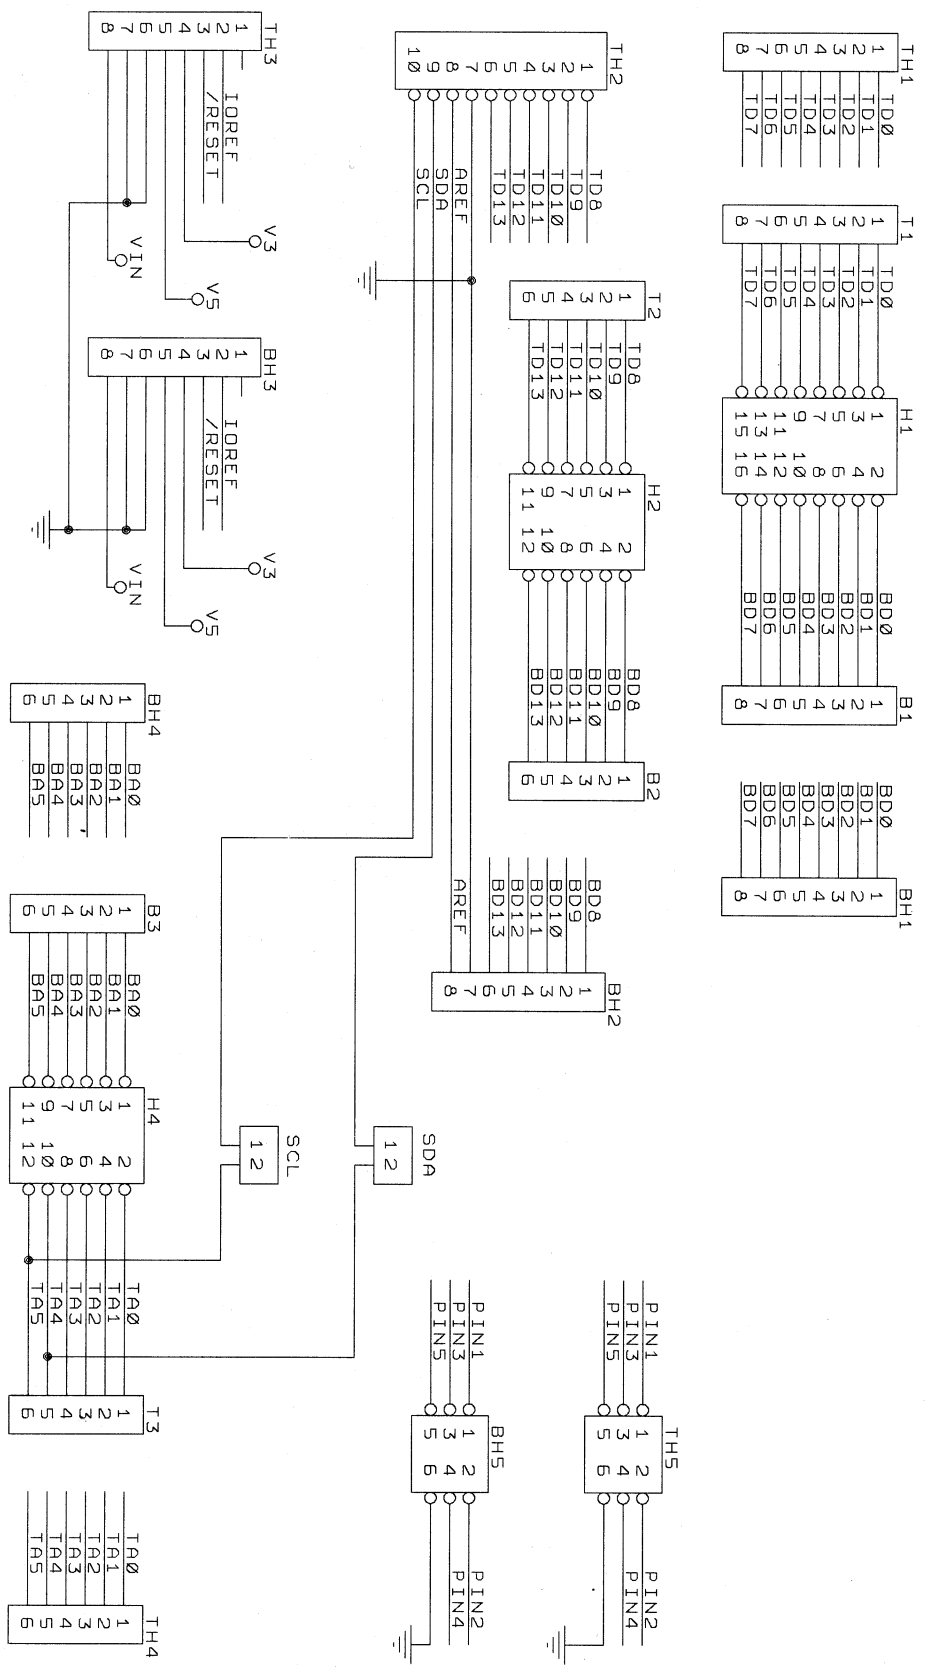 TH1
1
2
3
4
5
6
7
8
TD0
TD1
TD2
TD3
TD4
TD5
TD6
TD7
T1
1
2
3
4
5
6
7
8
TD0
TD1
TD2
TD3
TD4
TD5
TD6
TD7
H1
1 2
3 4
5 6
7 8
9 10
11 12
13 14
15 16
BD0
BD1
BD2
BD3
BD4
BD5
BD6
BD7
B1
1
2
3
4
5
6
7
8
BD0
BD1
BD2
BD3
BD4
BD5
BD6
BD7
BH1
1
2
3
4
5
6
7
8
TH2
1
2
3
4
5
6
7
8
9
10
TD8
TD9
TD10
TD11
TD12
TD13
AREF
SDA
SCL
T2
1
2
3
4
5
6
TD8
TD9
TD10
TD11
TD12
TD13
H2
1 2
3 4
5 6
7 8
9 10
11 12
BD8
BD9
BD10
BD11
BD12
BD13
B2
1
2
3
4
5
6
BD8
BD9
BD10
BD11
BD12
BD13
AREF
BH2
1
2
3
4
5
6
7
8
TH5
PIN1
PIN3
PIN5
1 2
3 4
5 6
PIN2
PIN4
BH5
PIN1
PIN3
PIN5
1 2
3 4
5 6
PIN2
PIN4
SDA
1 2
SCL
1 2
TH3
1
2
3
4
5
6
7
8
IOREF
/RESET
V3
V5
VIN
BH3
1
2
3
4
5
6
7
8
IOREF
/RESET
V3
V5
VIN
BH4
1
2
3
4
5
6
BA0
BA1
BA2
BA3
BA4
BA5
B3
1
2
3
4
5
6
BA0
BA1
BA2
BA3
BA4
BA5
H4
1 2
3 4
5 6
7 8
9 10
11 12
TA0
TA1
TA2
TA3
TA4
TA5
T3
1
2
3
4
5
6
TA0
TA1
TA2
TA3
TA4
TA5
TH4
1
2
3
4
5
6